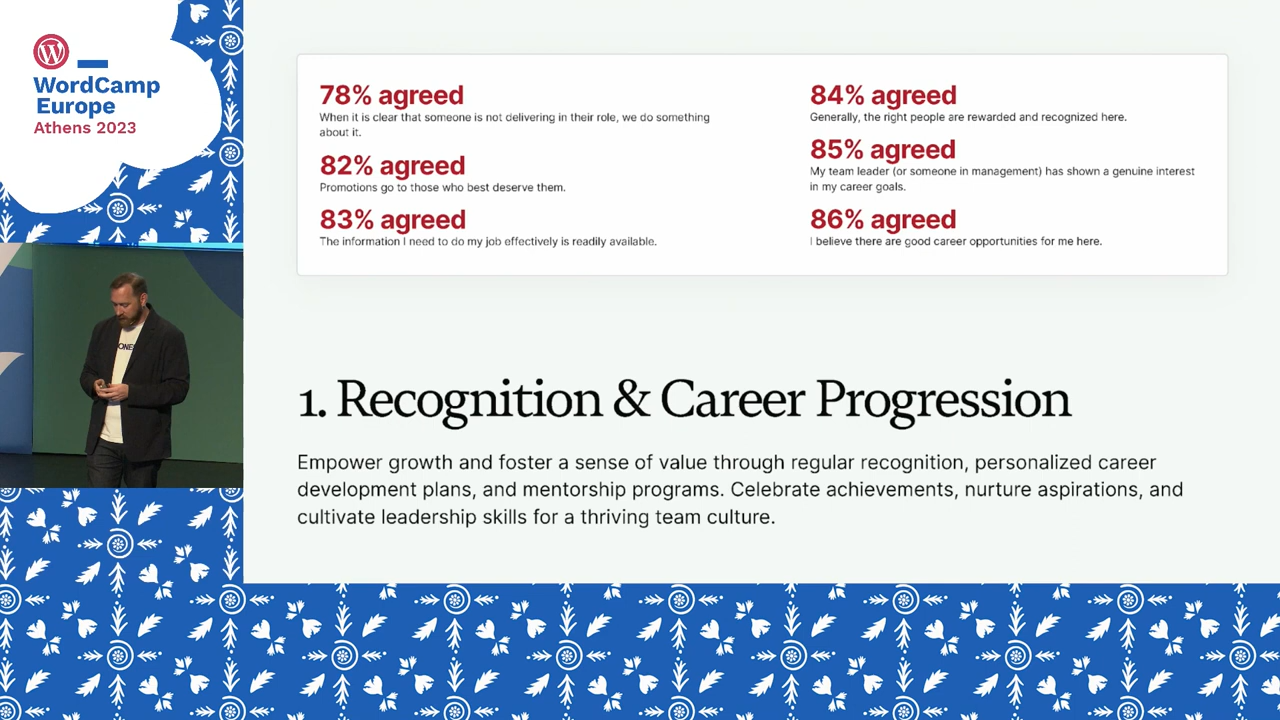 WordCamp
Europe
Athens 2023
78% agreed
When it is clear that someone is not delivering in their role, we do something
about it.
82% agreed
Promotions go to those who best deserve them.
83% agreed
The information I need to do my job effectively is readily available.
84% agreed
Generally, the right people are rewarded and recognized here.
85% agreed
My team leader (or someone in management) has shown a genuine interest
in my career goals.
86% agreed
I believe there are good career opportunities for me here.
1. Recognition & Career Progression
Empower growth and foster a sense of value through regular recognition, personalized career
development plans, and mentorship programs. Celebrate achievements, nurture aspirations, and
cultivate leadership skills for a thriving team culture.